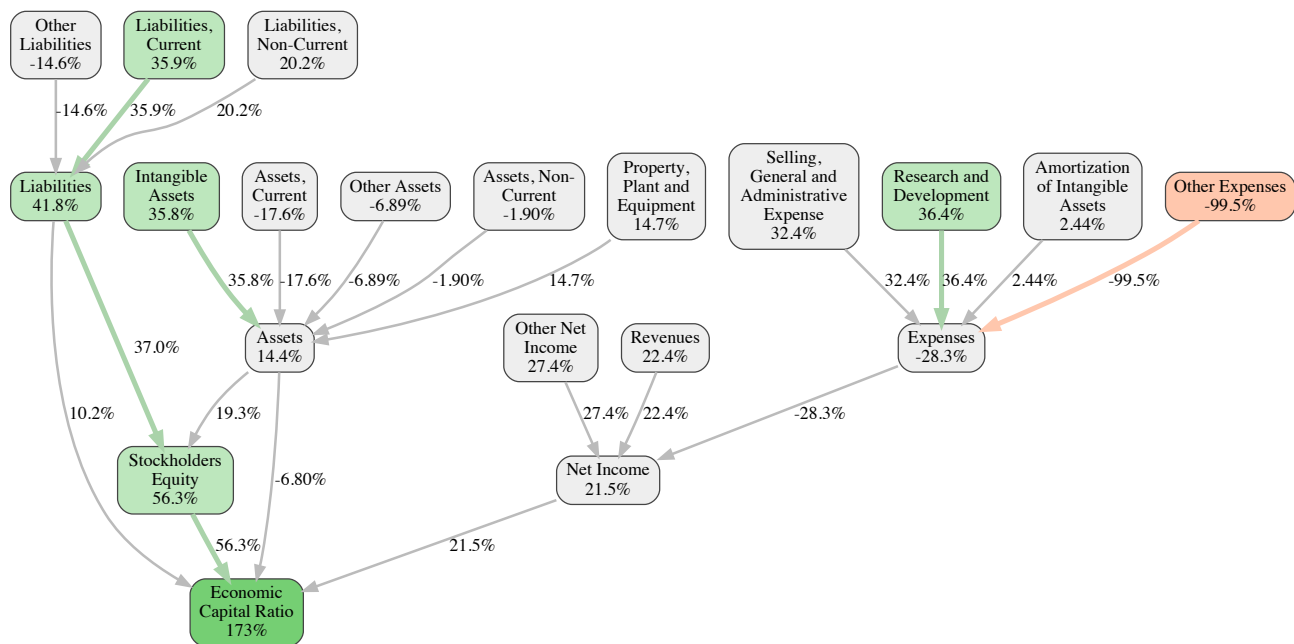 Other
Liabilities
-14.6%
Liabilities,
Current
35.9%
Liabilities,
Non-Current
20.2%
-14.6%
35.9%
20.2%
Liabilities
41.8%
Intangible
Assets
35.8%
Assets,
Current
-17.6%
Other Assets
-6.89%
Assets, Non-
Current
-1.90%
Property,
Plant and
Equipment
14.7%
Selling,
General and
Administrative
Expense
32.4%
Research and
Development
36.4%
Amortization
of Intangible
Assets
2.44%
Other Expenses
-99.5%
35.8%
-17.6%
-6.89%
-1.90%
14.7%
32.4%
36.4%
2.44%
-99.5%
37.0%
Assets
14.4%
Other Net
Income
27.4%
Revenues
22.4%
Expenses
-28.3%
10.2%
19.3%
27.4%
22.4%
-28.3%
Stockholders
Equity
56.3%
-6.80%
Net Income
21.5%
56.3%
21.5%
Economic
Capital Ratio
173%